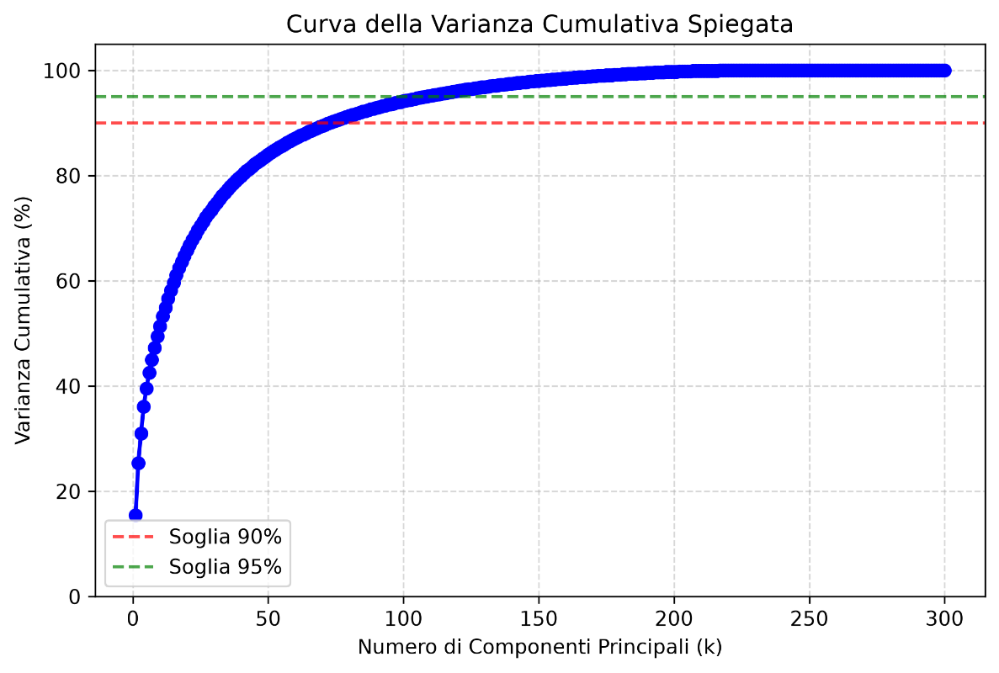 Curva della Varianza Cumulativa Spiegata
Varianza Cumulativa (%)
100
80
60
40
20
0
Soglia 90%
Soglia 95%
0 50 100 150 200 250 300
Numero di Componenti Principali (k)